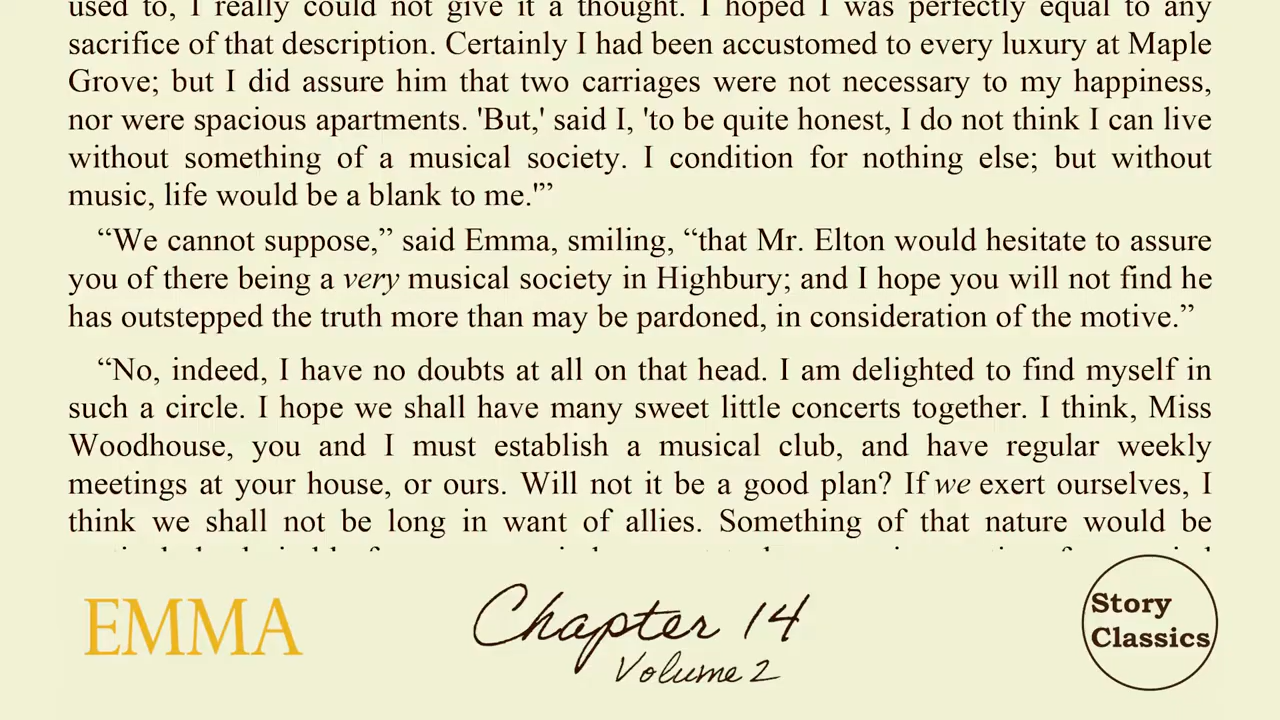 used to, I really could not give it a thought. I hoped I was perfectly equal to any
sacrifice of that description. Certainly I had been accustomed to every luxury at Maple
Grove; but I did assure him that two carriages were not necessary to my happiness,
nor were spacious apartments. 'But,' said I, 'to be quite honest, I do not think I can live
without something of a musical society. I condition for nothing else; but without
music, life would be a blank to me.'”
“We cannot suppose,” said Emma, smiling, “that Mr. Elton would hesitate to assure
you of there being a very musical society in Highbury; and I hope you will not find he
has outstepped the truth more than may be pardoned, in consideration of the motive.”
“No, indeed, I have no doubts at all on that head. I am delighted to find myself in
such a circle. I hope we shall have many sweet little concerts together. I think, Miss
Woodhouse, you and I must establish a musical club, and have regular weekly
meetings at your house, or ours. Will not it be a good plan? If we exert ourselves, I
think we shall not be long in want of allies. Something of that nature would be
EMMA
Chapter 14
Volume 2
Story
Classics